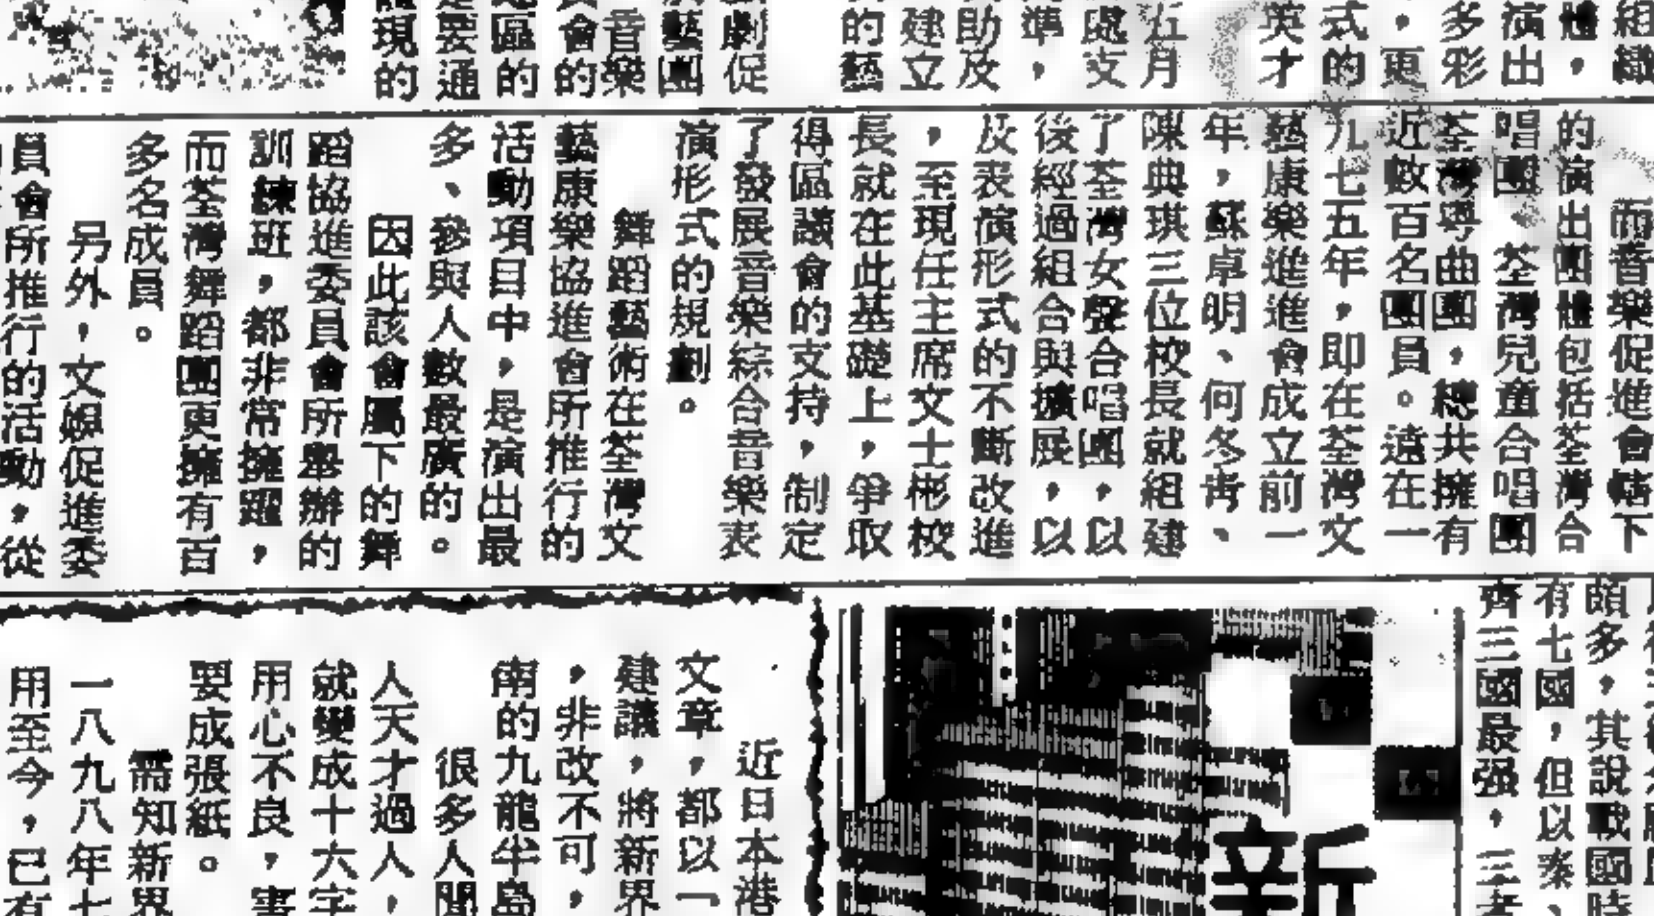 組織
體，
演出
多彩
，更
式的
英才
五月
處支
準，
助及
建立
的藝
劇促
藝團
音樂
會的
區的
要通
現的
而音樂促進會轄下
的演出團體包括荃灣合
唱團、荃灣兒童合唱團
荃灣粵曲團，總共擁有
近數百名團員。遠在一
九七五年，即在荃灣文
藝康樂進進會成立前一
年，蘇卓明、何冬青、
陳典琪三位校長就組建
了荃灣女聲合唱團，以
後經過組合與擴展，以
及表演形式的不斷改進
，至現任主席文士彬校
長就在此基礎上，爭取
得區議會的支持，制定
了發展音樂綜合音樂表
演形式的規劃。
舞蹈藝術在荃灣文
藝康樂協進會所推行的
活動項目中，是演出最
多、參與人數最廣的。
因此該會屬下的舞
蹈協進委員會所舉辦的
訓練班，都非常擁躍，
而荃灣舞蹈團更擁有百
多名成員。
另外，文娛促進委
員會所推行的活動，從
頗多，其說戰國時
有七國，但以秦、
齊三國最强，三者
新
近日本港
文章，都以一
建議，將新界
，非改不可，
南的九龍半島
很多人聞
人天才過人，
就變成十六字
用心不良，害
要成張紙。
需知新界
一八九八年七
用至今，已有